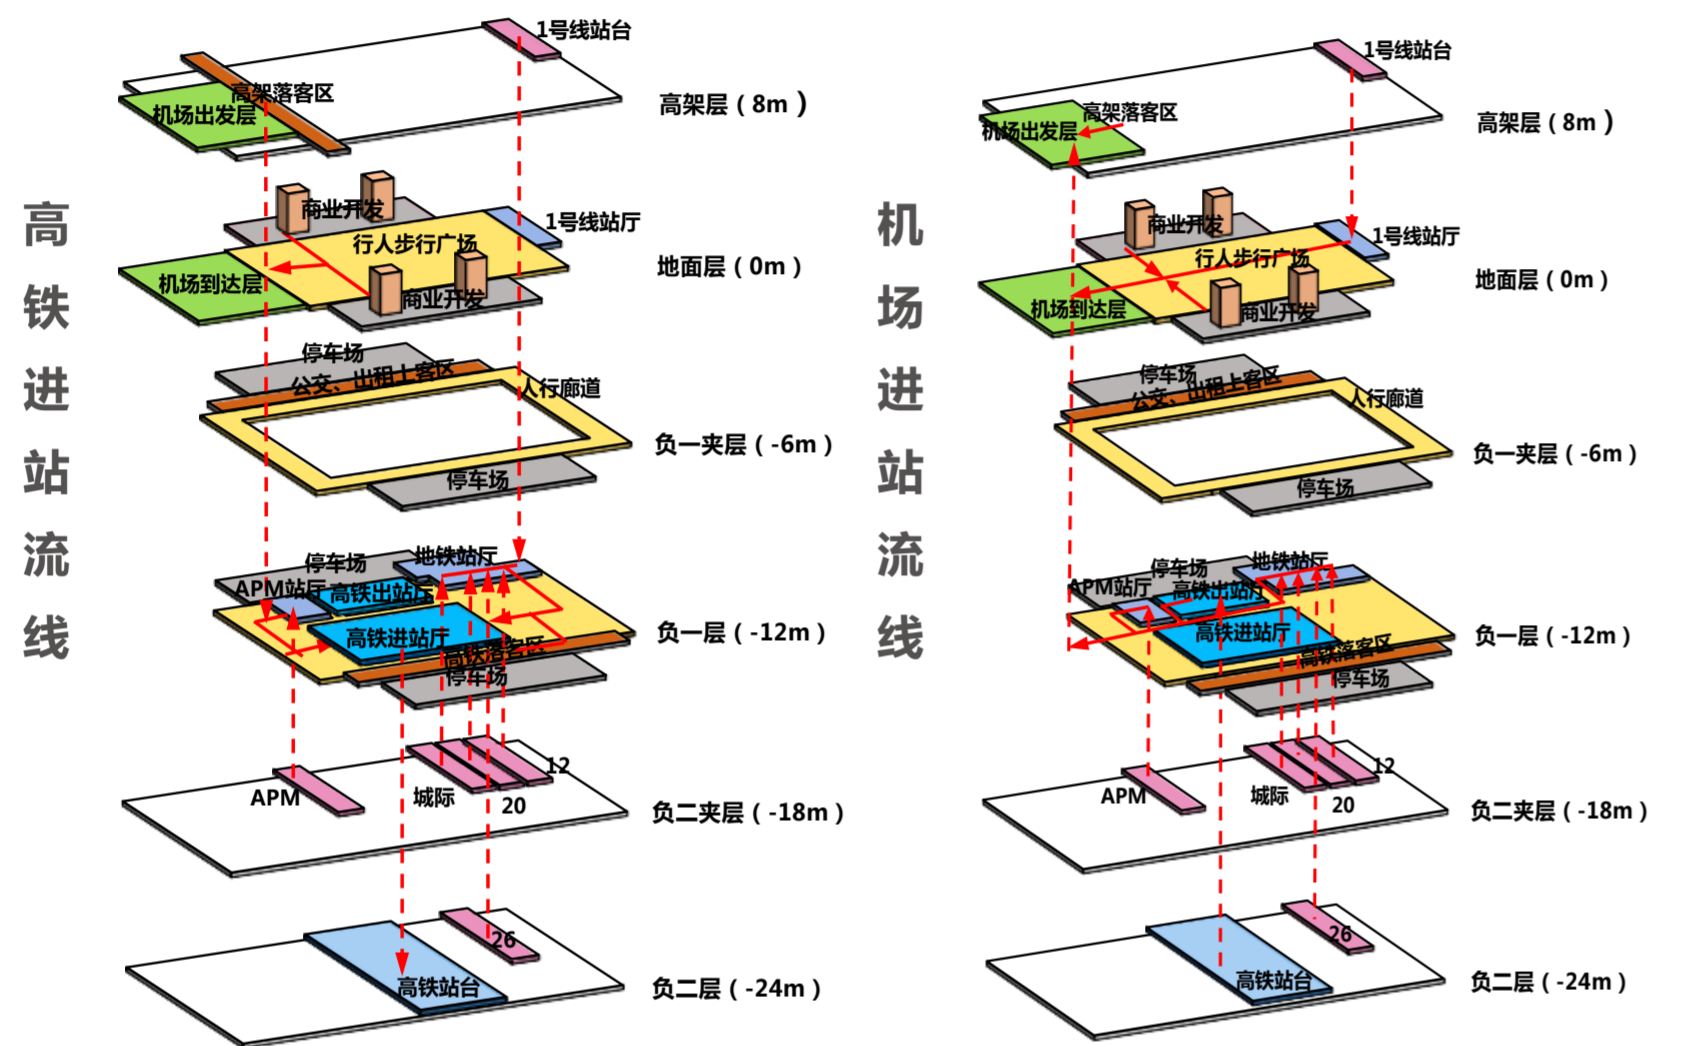 高铁进站流线
1号线站台
高架落客区
机场出发层
高架层（8m）
商业开发
1号线站厅
行人步行广场
机场到达层
商业开发
地面层（0m）
停车场
公交、出租上客区
人行廊道
停车场
负一夹层（-6m）
停车场
地铁站厅
APM站厅
高铁出站厅
高铁进站厅
高铁落客区
停车场
负一层（-12m）
APM
城际
20
12
负二夹层（-18m）
26
高铁站台
负二层（-24m）
机场进站流线
1号线站台
高架落客区
机场出发层
高架层（8m）
商业开发
1号线站厅
行人步行广场
机场到达层
商业开发
地面层（0m）
停车场
公交、出租上客区
人行廊道
停车场
负一夹层（-6m）
停车场
地铁站厅
APM站厅
高铁出站厅
高铁进站厅
高铁落客区
停车场
负一层（-12m）
APM
城际
20
12
负二夹层（-18m）
26
高铁站台
负二层（-24m）